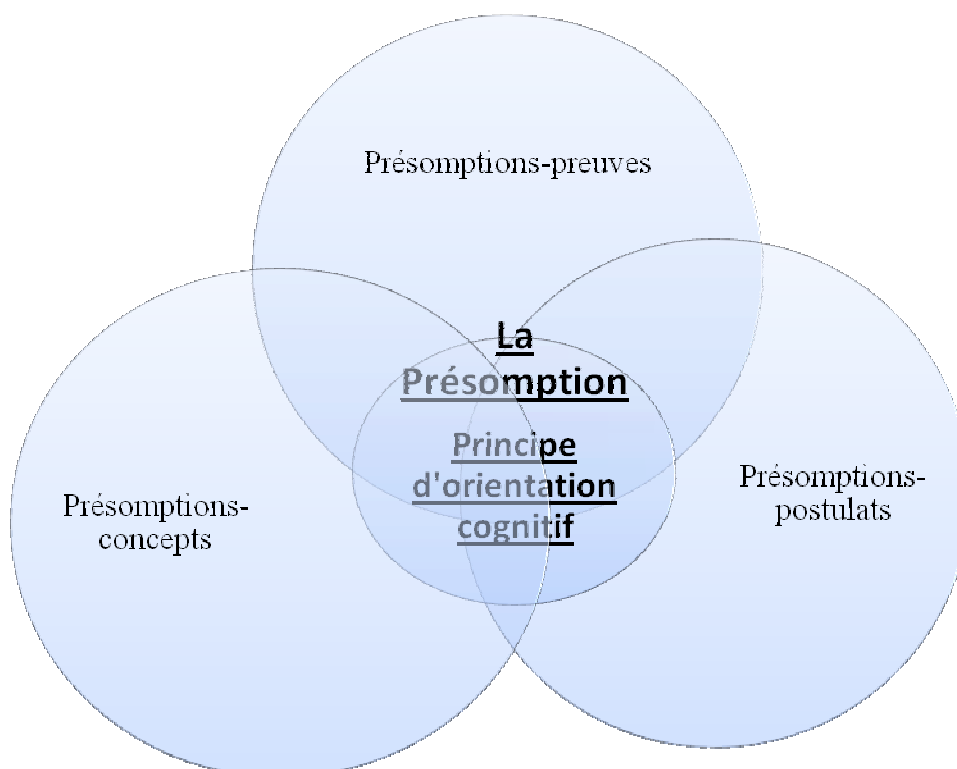 Présomptions-preuves
La
Présomption
Principe
d'orientation
cognitif
Présomptions-
concepts
Présomptions-
postulats